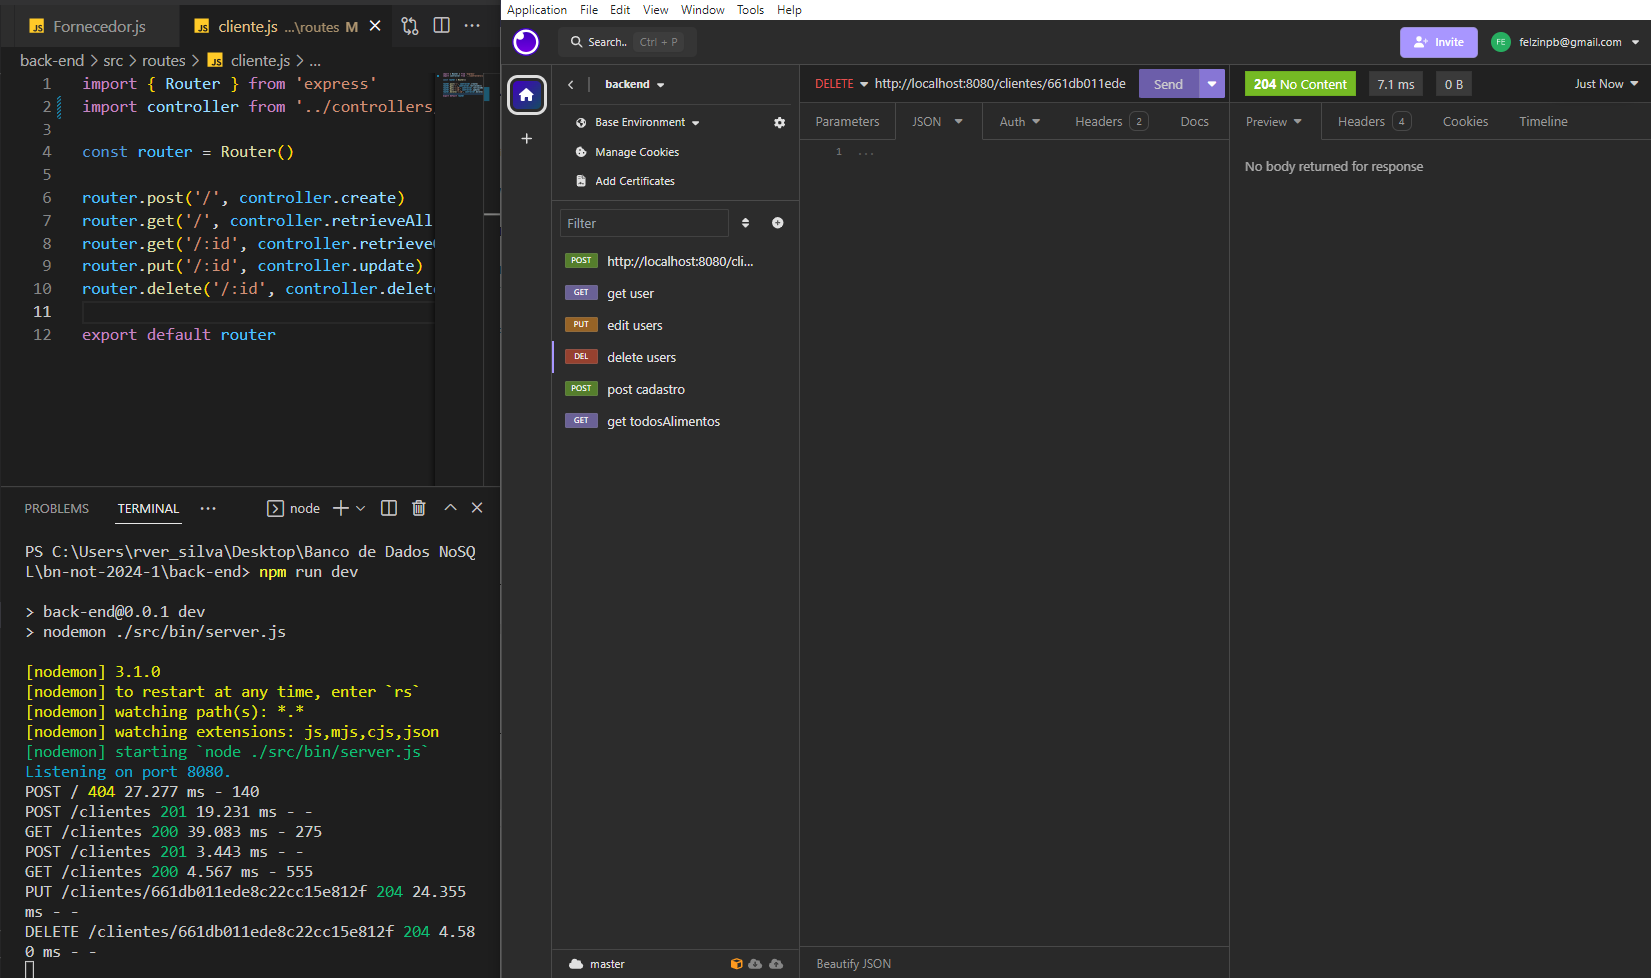 Application File Edit View Window Tools Help
JS Fornecedor.js
JS cliente.js ...\routes M
back-end > src > routes > JS cliente.js > ...
1 import { Router } from 'express'
2 import controller from '../controllers
3
4 const router = Router()
5
6 router.post('/', controller.create)
7 router.get('/', controller.retrieveAll
8 router.get('/:id', controller.retrieve
9 router.put('/:id', controller.update)
10 router.delete('/:id', controller.delet
11
12 export default router
PROBLEMS TERMINAL ... node
PS C:\Users\rver_silva\Desktop\Banco de Dados NoSQ
L\bn-not-2024-1\back-end> npm run dev
> back-end@0.0.1 dev
> nodemon ./src/bin/server.js
[nodemon] 3.1.0
[nodemon] to restart at any time, enter `rs`
[nodemon] watching path(s): *.*
[nodemon] watching extensions: js,mjs,cjs,json
[nodemon] starting `node ./src/bin/server.js`
Listening on port 8080.
POST / 404 27.277 ms - 140
POST /clientes 201 19.231 ms - -
GET /clientes 200 39.083 ms - 275
POST /clientes 201 3.443 ms - -
GET /clientes 200 4.567 ms - 555
PUT /clientes/661db011ede8c22cc15e812f 204 24.355
ms - -
DELETE /clientes/661db011ede8c22cc15e812f 204 4.58
0 ms - -
Search.. Ctrl + P
Invite
FE felzinpb@gmail.com
backend
Base Environment
Manage Cookies
Add Certificates
Filter
POST http://localhost:8080/cli...
GET get user
PUT edit users
DEL delete users
POST post cadastro
GET get todosAlimentos
master
DELETE http://localhost:8080/clientes/661db011ede
Send
Parameters JSON Auth Headers 2 Docs
1 ...
Beautify JSON
204 No Content 7.1 ms 0 B Just Now
Preview Headers 4 Cookies Timeline
No body returned for response